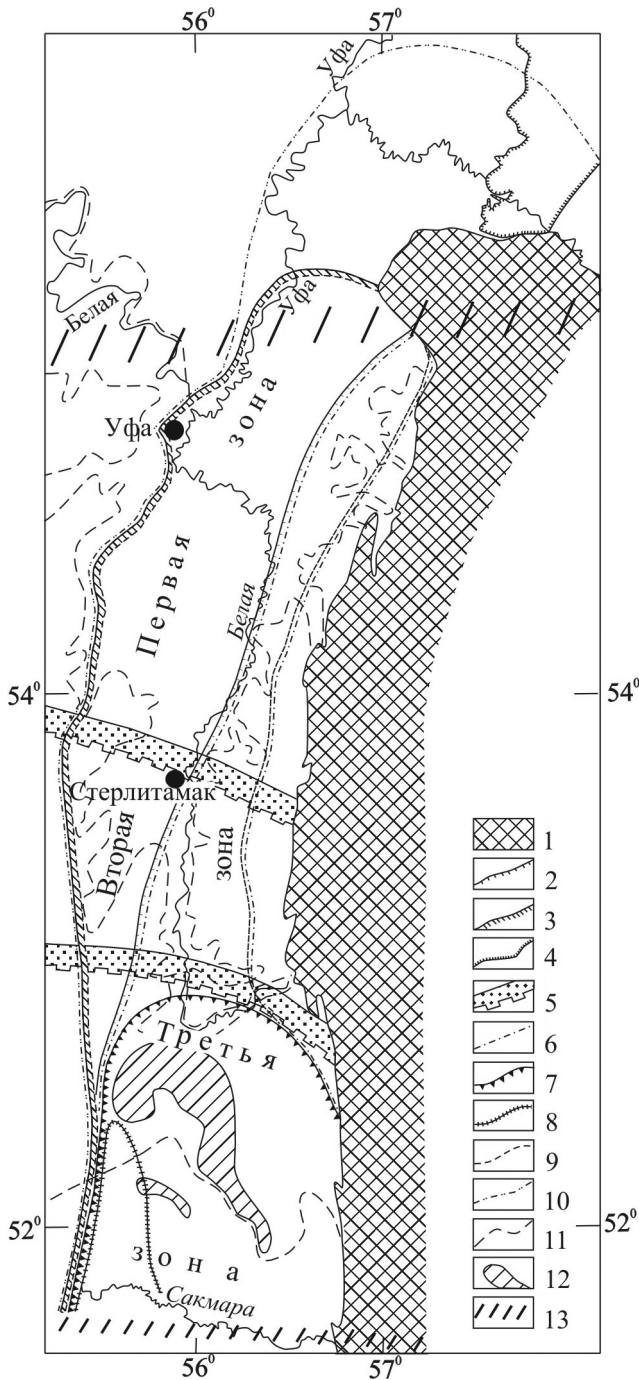 56⁰ 57⁰
Уфа
Белая
Уфа
Уфа
зона
Первая
Белая
54⁰ 54⁰
Стерлитамак
Вторая
зона
Третья
зона
Сакмара
52⁰ 52⁰
56⁰ 57⁰
1
2
3
4
5
6
7
8
9
10
11
12
13